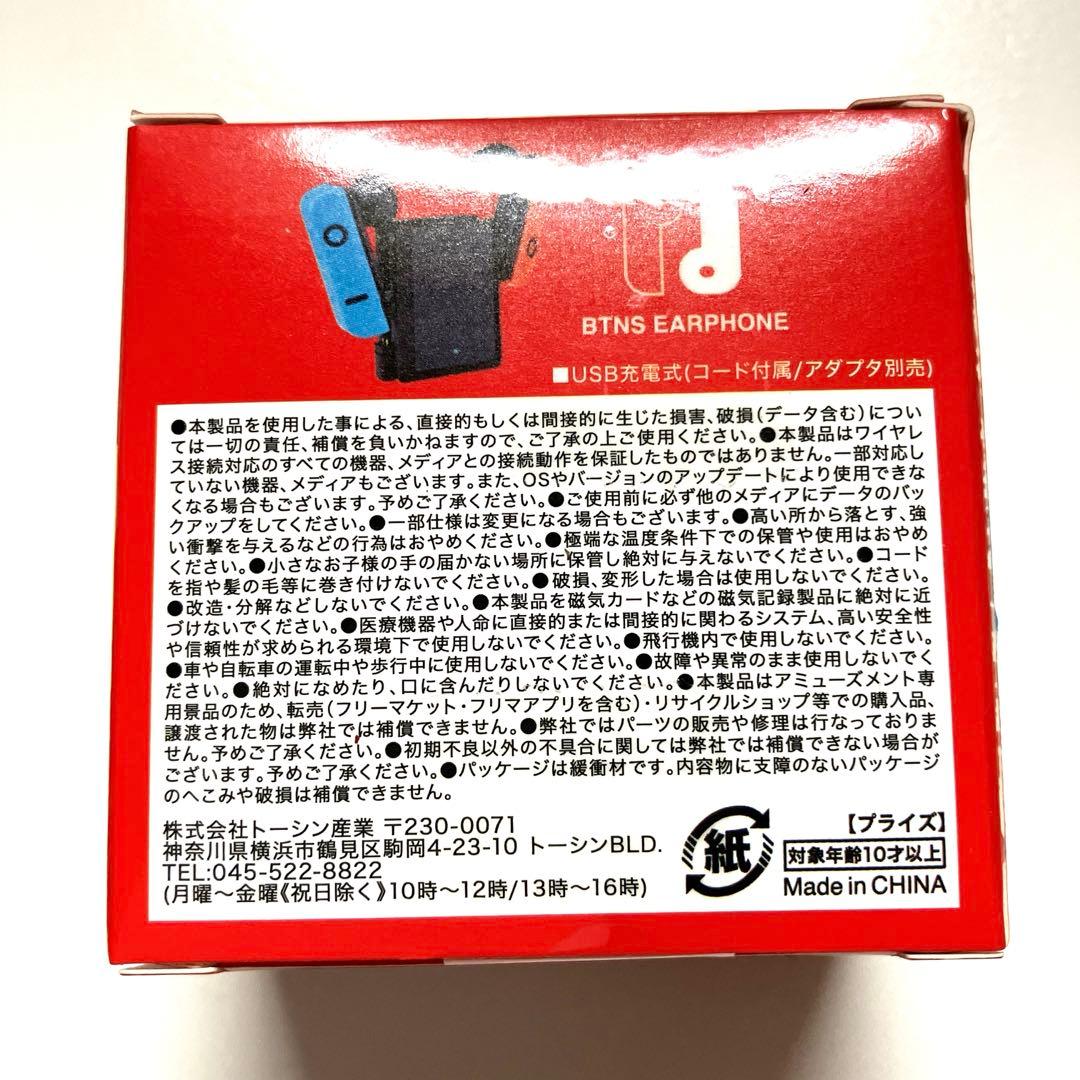 BTNS EARPHONE
■USB充電式(コード付属/アダプタ別売)
●本製品を使用した事による、直接的もしくは間接的に生じた損害、破損(データ含む)につい
ては一切の責任、補償を負いかねますので、ご了承の上ご使用ください。●本製品はワイヤレ
ス接続対応のすべての機器、メディアとの接続動作を保証したものではありません。一部対応し
ていない機器、メディアもございます。また、OSやバージョンのアップデートにより使用できな
くなる場合もございます。予めご了承ください。●ご使用前に必ず他のメディアにデータのバッ
クアップをしてください。●一部仕様は変更になる場合もございます。●高い所から落とす、強
い衝撃を与えるなどの行為はおやめください。●極端な温度条件下での保管や使用はおやめ
ください。●小さなお子様の手の届かない場所に保管し絶対に与えないでください。●コード
を指や髪の毛等に巻き付けないでください。●破損、変形した場合は使用しないでください。
●改造・分解などしないでください。●本製品を磁気カードなどの磁気記録製品に絶対に近
づけないでください。●医療機器や人命に直接的または間接的に関わるシステム、高い安全性
や信頼性が求められる環境下で使用しないでください。●飛行機内で使用しないでください。
●車や自転車の運転中や歩行中に使用しないでください。●故障や異常のまま使用しないでく
ださい。●絶対になめたり、口に含んだりしないでください。●本製品はアミューズメント専
用景品のため、転売(フリーマーケット・フリマアプリを含む)・リサイクルショップ等での購入品、
譲渡された物は弊社では補償できません。●弊社ではパーツの販売や修理は行なっておりま
せん。予めご了承ください。●初期不良以外の不具合に関しては弊社では補償できない場合が
ございます。予めご了承ください。●パッケージは緩衝材です。内容物に支障のないパッケージ
のへこみや破損は補償できません。
株式会社トーシン産業 〒230-0071
神奈川県横浜市鶴見区駒岡4-23-10 トーシンBLD.
TEL:045-522-8822
(月曜～金曜《祝日除く》10時～12時/13時～16時)
紙
【プライズ】
対象年齢10才以上
Made in CHINA